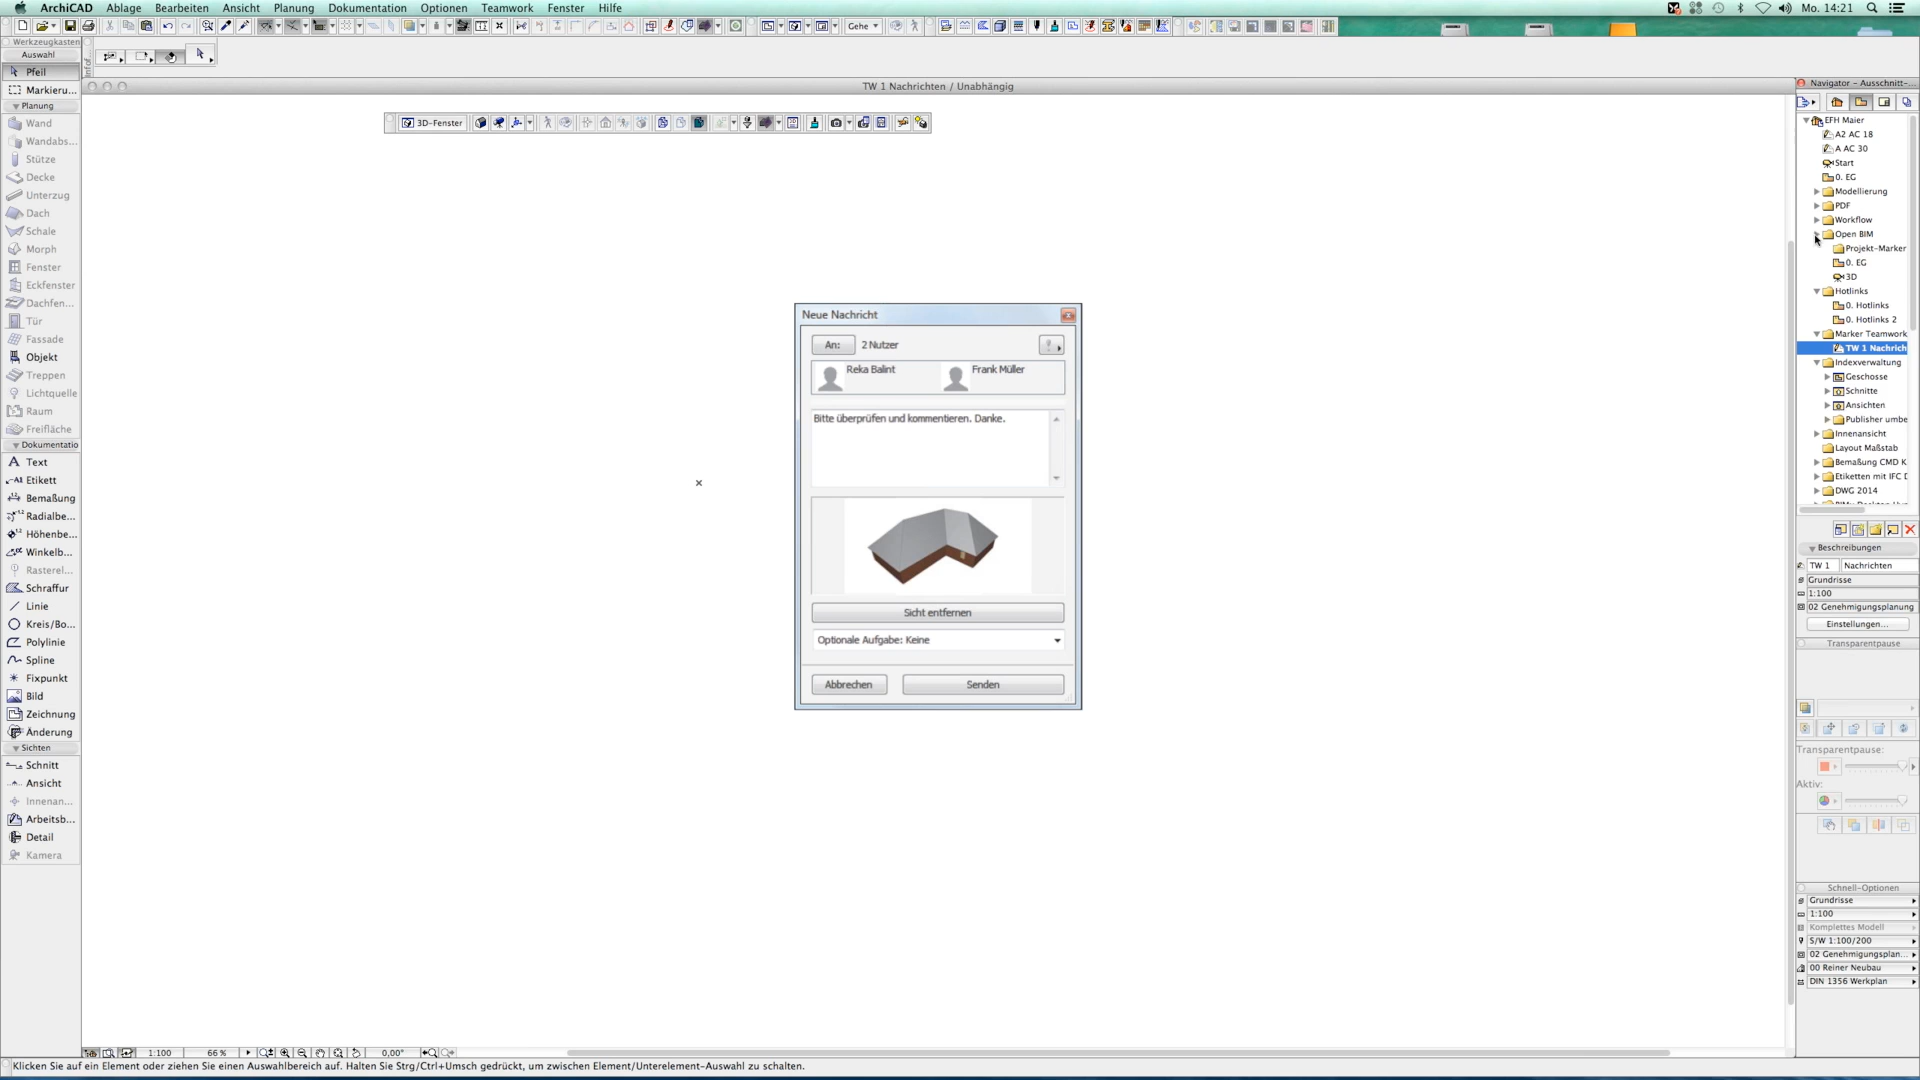 ArchiCAD Ablage Bearbeiten Ansicht Planung Dokumentation Optionen Teamwork Fenster Hilfe Mo. 14:21
Gehe
Werkzeugkasten
Auswahl
Pfeil
Markieru...
Planung
Wand
Wandabs...
Stütze
Decke
Unterzug
Dach
Schale
Morph
Fenster
Eckfenster
Dachfen...
Tür
Fassade
Objekt
Treppen
Lichtquelle
Raum
Freifläche
Dokumentatio
Text
Etikett
Bemaßung
Radialbe...
Höhenbe...
Winkelb...
Rasterel...
Schraffur
Linie
Kreis/Bo...
Polylinie
Spline
Fixpunkt
Bild
Zeichnung
Änderung
Sichten
Schnitt
Ansicht
Innenan...
Arbeitsb...
Detail
Kamera
TW 1 Nachrichten / Unabhängig
3D-Fenster
Neue Nachricht
An: 2 Nutzer
Reka Balint Frank Müller
Bitte überprüfen und kommentieren. Danke.
Sicht entfernen
Optionale Aufgabe: Keine
Abbrechen Senden
Navigator - Ausschnitt-...
EFH Maier
A2 AC 18
A AC 30
Start
0. EG
Modellierung
PDF
Workflow
Open BIM
Projekt-Marker
0. EG
3D
Hotlinks
0. Hotlinks
0. Hotlinks 2
Marker Teamwork
TW 1 Nachrich
Indexverwaltung
Geschosse
Schnitte
Ansichten
Publisher umbe
Innenansicht
Layout Maßstab
Bemaßung CMD K
Etiketten mit IFC D
DWG 2014
Beschreibungen
TW 1 Nachrichten
Grundrisse
1:100
02 Genehmigungsplanung
Einstellungen...
Transparentpause
Transparentpause:
Aktiv:
Schnell-Optionen
Grundrisse
1:100
Komplettes Modell
S/W 1:100/200
02 Genehmigungsplan...
00 Reiner Neubau
DIN 1356 Werkplan
1:100 66 % 0,00°
Klicken Sie auf ein Element oder ziehen Sie einen Auswahlbereich auf. Halten Sie Strg/Ctrl+Umsch gedrückt, um zwischen Element/Unterelement-Auswahl zu schalten.